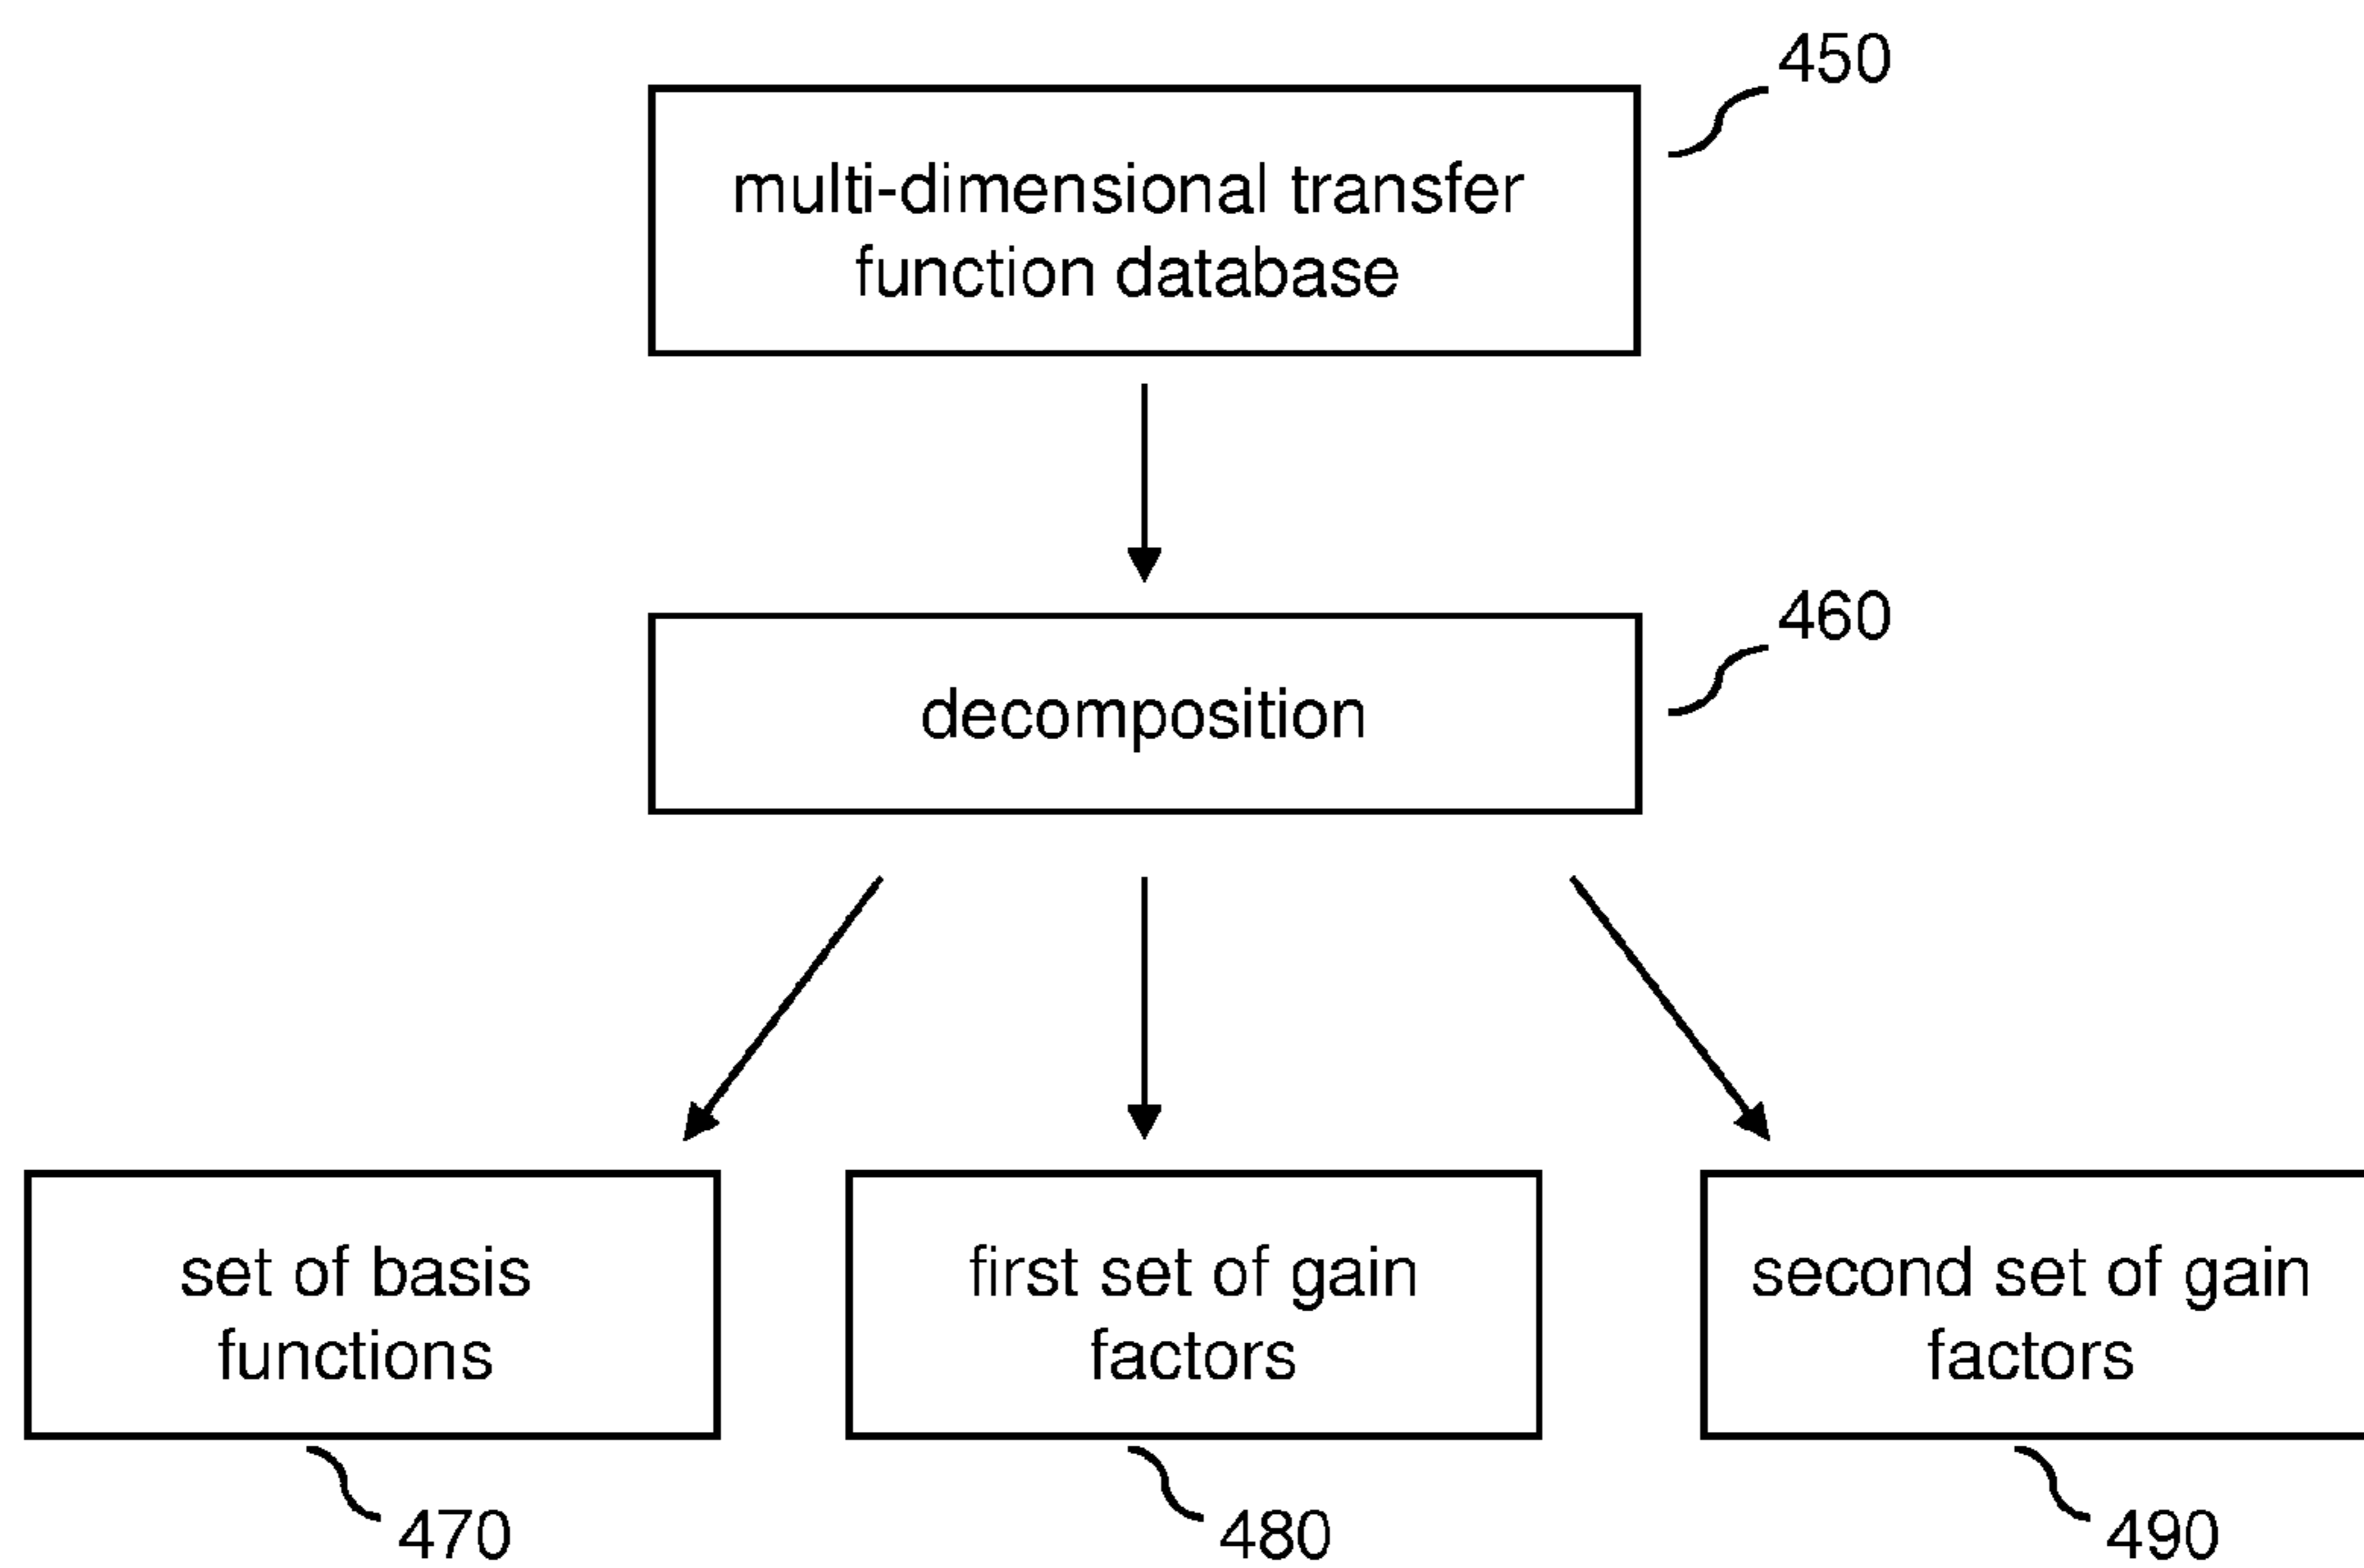 450
multi-dimensional transfer
function database
460
decomposition
set of basis
functions
first set of gain
factors
second set of gain
factors
470
480
490